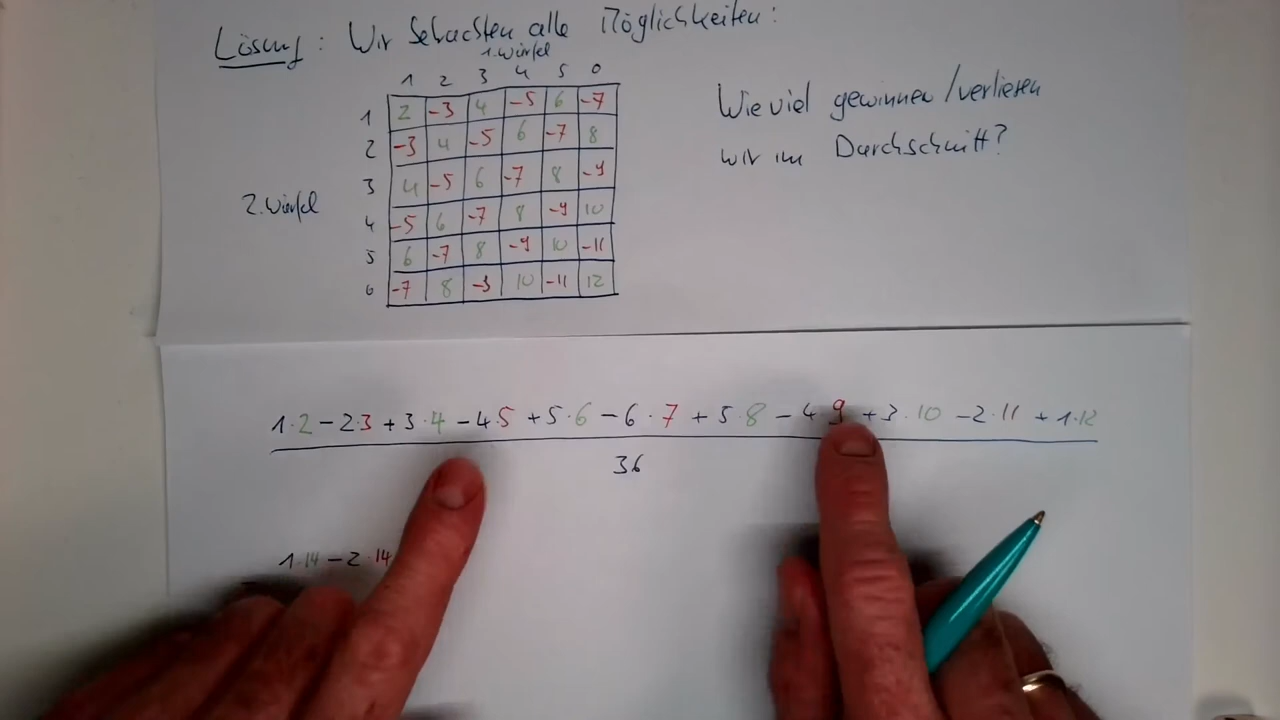 Lösung: Wir betrachten alle Möglichkeiten:
1. Würfel
1 2 3 4 5 6
1 2 -3 4 -5 6 -7
2 -3 4 -5 6 -7 8
3 4 -5 6 -7 8 -9
4 -5 6 -7 8 -9 10
5 6 -7 8 -9 10 -11
6 -7 8 -9 10 -11 12
2. Würfel
Wie viel gewinnen/verlieren
wir im Durchschnitt?
1·2 - 2·3 + 3·4 - 4·5 + 5·6 - 6·7 + 5·8 - 4·9 + 3·10 - 2·11 + 1·12
36
1·14 - 2·14